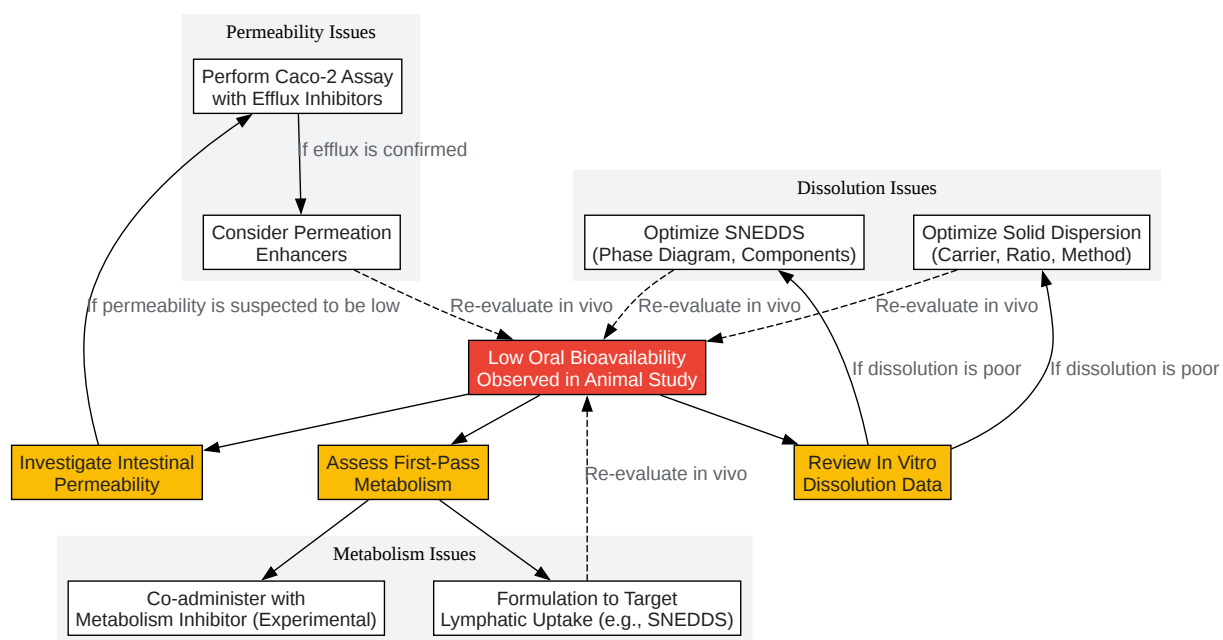 Permeability Issues
Perform Caco-2 Assay
with Efflux Inhibitors
If efflux is confirmed
Dissolution Issues
Consider Permeation
Enhancers
Optimize SNEDDS
(Phase Diagram, Components)
Optimize Solid Dispersion
(Carrier, Ratio, Method)
If permeability is suspected to be low
Re-evaluate in vivo
Re-evaluate in vivo
Re-evaluate in vivo
Low Oral Bioavailability
Observed in Animal Study
If dissolution is poor
If dissolution is poor
Investigate Intestinal
Permeability
Assess First-Pass
Metabolism
Re-evaluate in vivo
Review In Vitro
Dissolution Data
Metabolism Issues
Co-administer with
Metabolism Inhibitor (Experimental)
Formulation to Target
Lymphatic Uptake (e.g., SNEDDS)